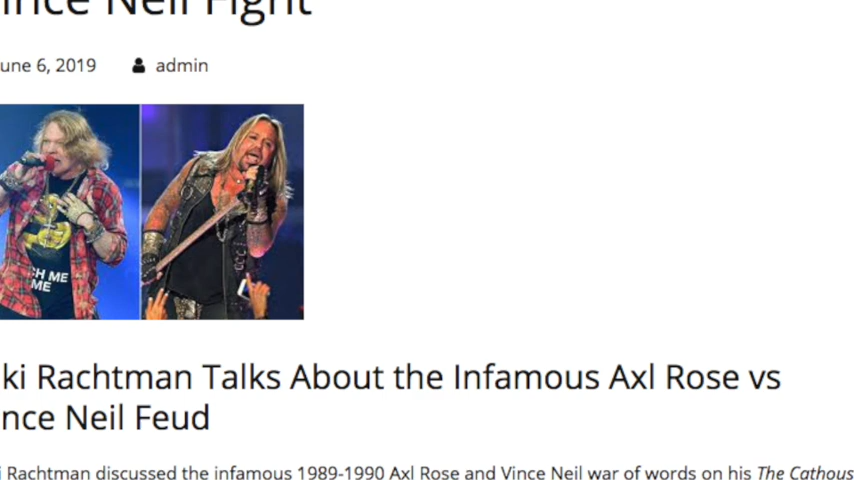 ince Neil Fight
une 6, 2019 admin
CH ME
ME
ki Rachtman Talks About the Infamous Axl Rose vs
nce Neil Feud
i Rachtman discussed the infamous 1989-1990 Axl Rose and Vince Neil war of words on his The Cathous